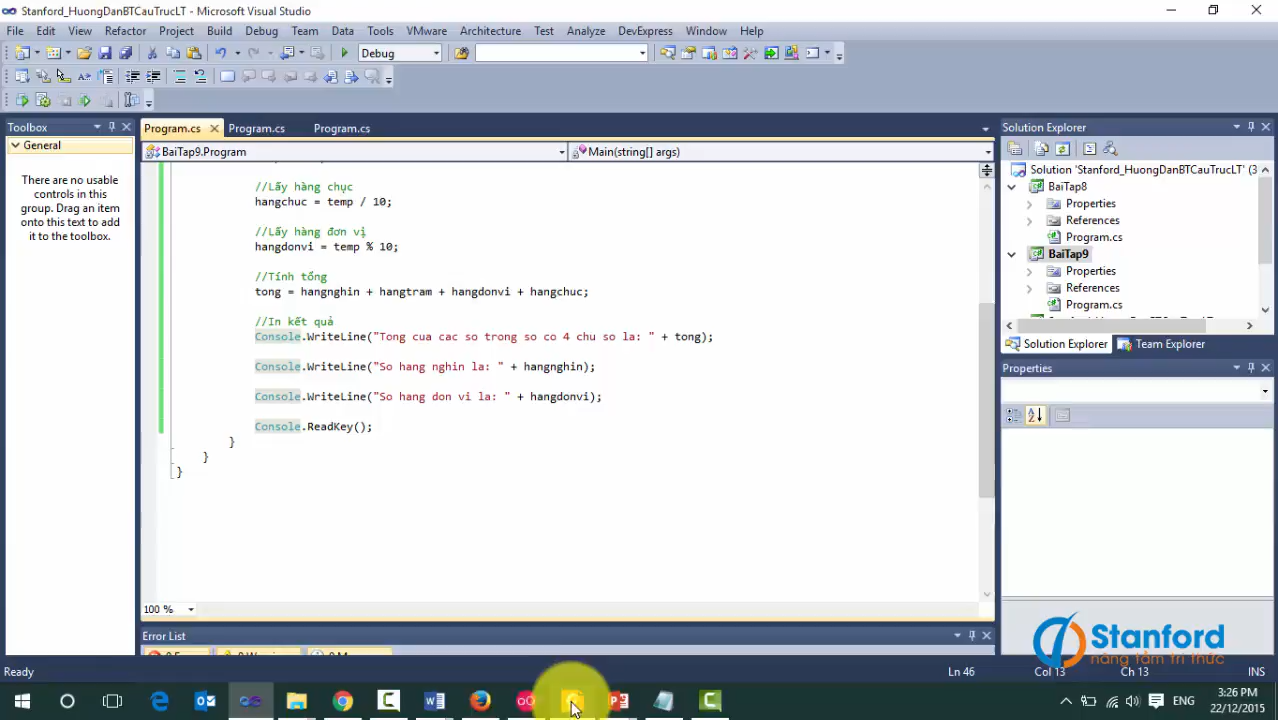 Stanford_HuongDanBTCauTrucLT - Microsoft Visual Studio
File Edit View Refactor Project Build Debug Team Data Tools VMware Architecture Test Analyze DevExpress Window Help
Debug
Toolbox
General
There are no usable
controls in this
group. Drag an item
onto this text to add
it to the toolbox.
Program.cs Program.cs Program.cs
BaiTap9.Program Main(string[] args)
//Lấy hàng chục
hangchuc = temp / 10;
//Lấy hàng đơn vị
hangdonvi = temp % 10;
//Tính tổng
tong = hangnghin + hangtram + hangdonvi + hangchuc;
//In kết quả
Console.WriteLine("Tong cua cac so trong so co 4 chu so la: " + tong);
Console.WriteLine("So hang nghin la: " + hangnghin);
Console.WriteLine("So hang don vi la: " + hangdonvi);
Console.ReadKey();
}
}
}
100 %
Error List
Solution Explorer
Solution 'Stanford_HuongDanBTCauTrucLT' (3
BaiTap8
Properties
References
Program.cs
BaiTap9
Properties
References
Program.cs
Solution Explorer Team Explorer
Properties
Stanford
nâng tầm tri thức
Ready Ln 46 Col 13 Ch 13 INS
ENG
3:26 PM
22/12/2015